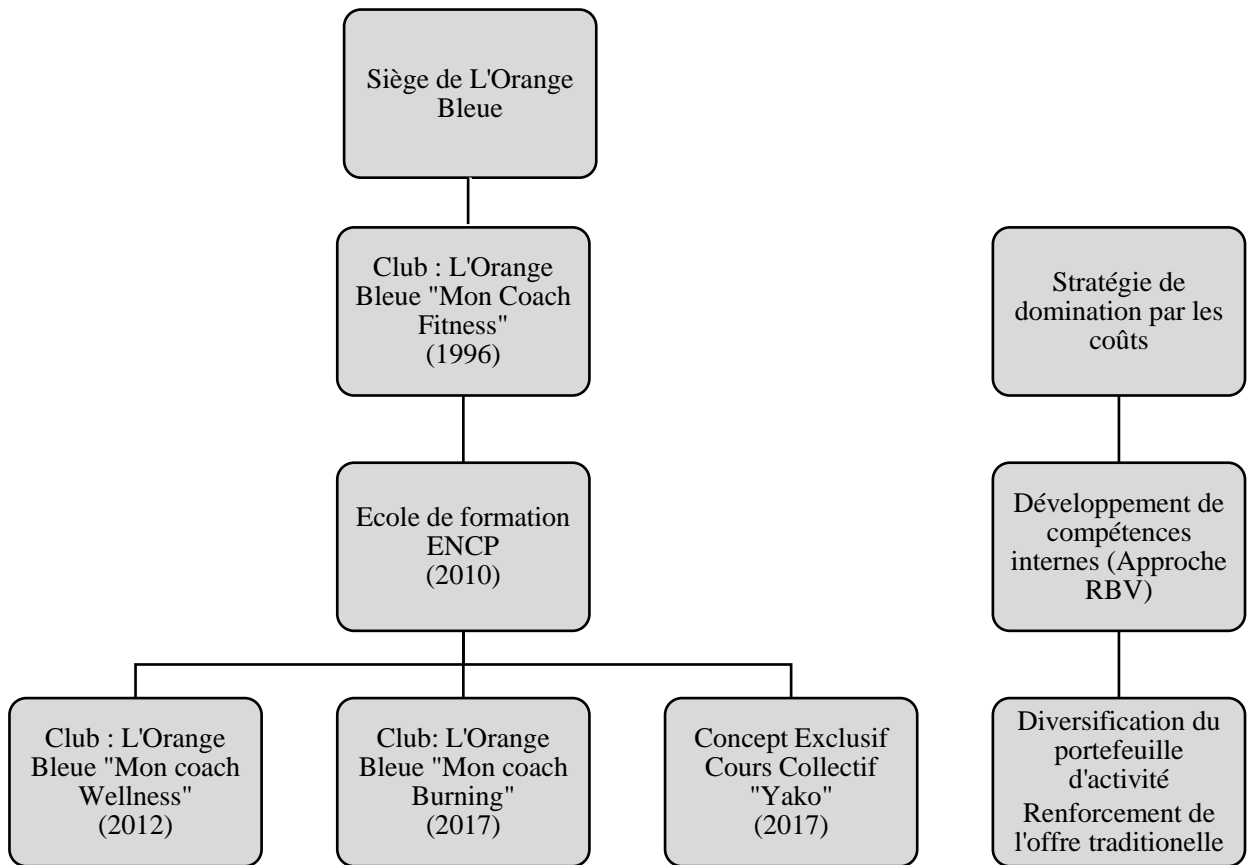 Siège de L'Orange
Bleue
Club : L'Orange
Bleue "Mon Coach
Fitness"
(1996)
Stratégie de
domination par les
coûts
Ecole de formation
ENCP
(2010)
Développement de
compétences
internes (Approche
RBV)
Club : L'Orange
Bleue "Mon coach
Wellness"
(2012)
Club: L'Orange
Bleue "Mon coach
Burning"
(2017)
Concept Exclusif
Cours Collectif
"Yako"
(2017)
Diversification du
portefeuille
d'activité
Renforcement de
l'offre traditionelle